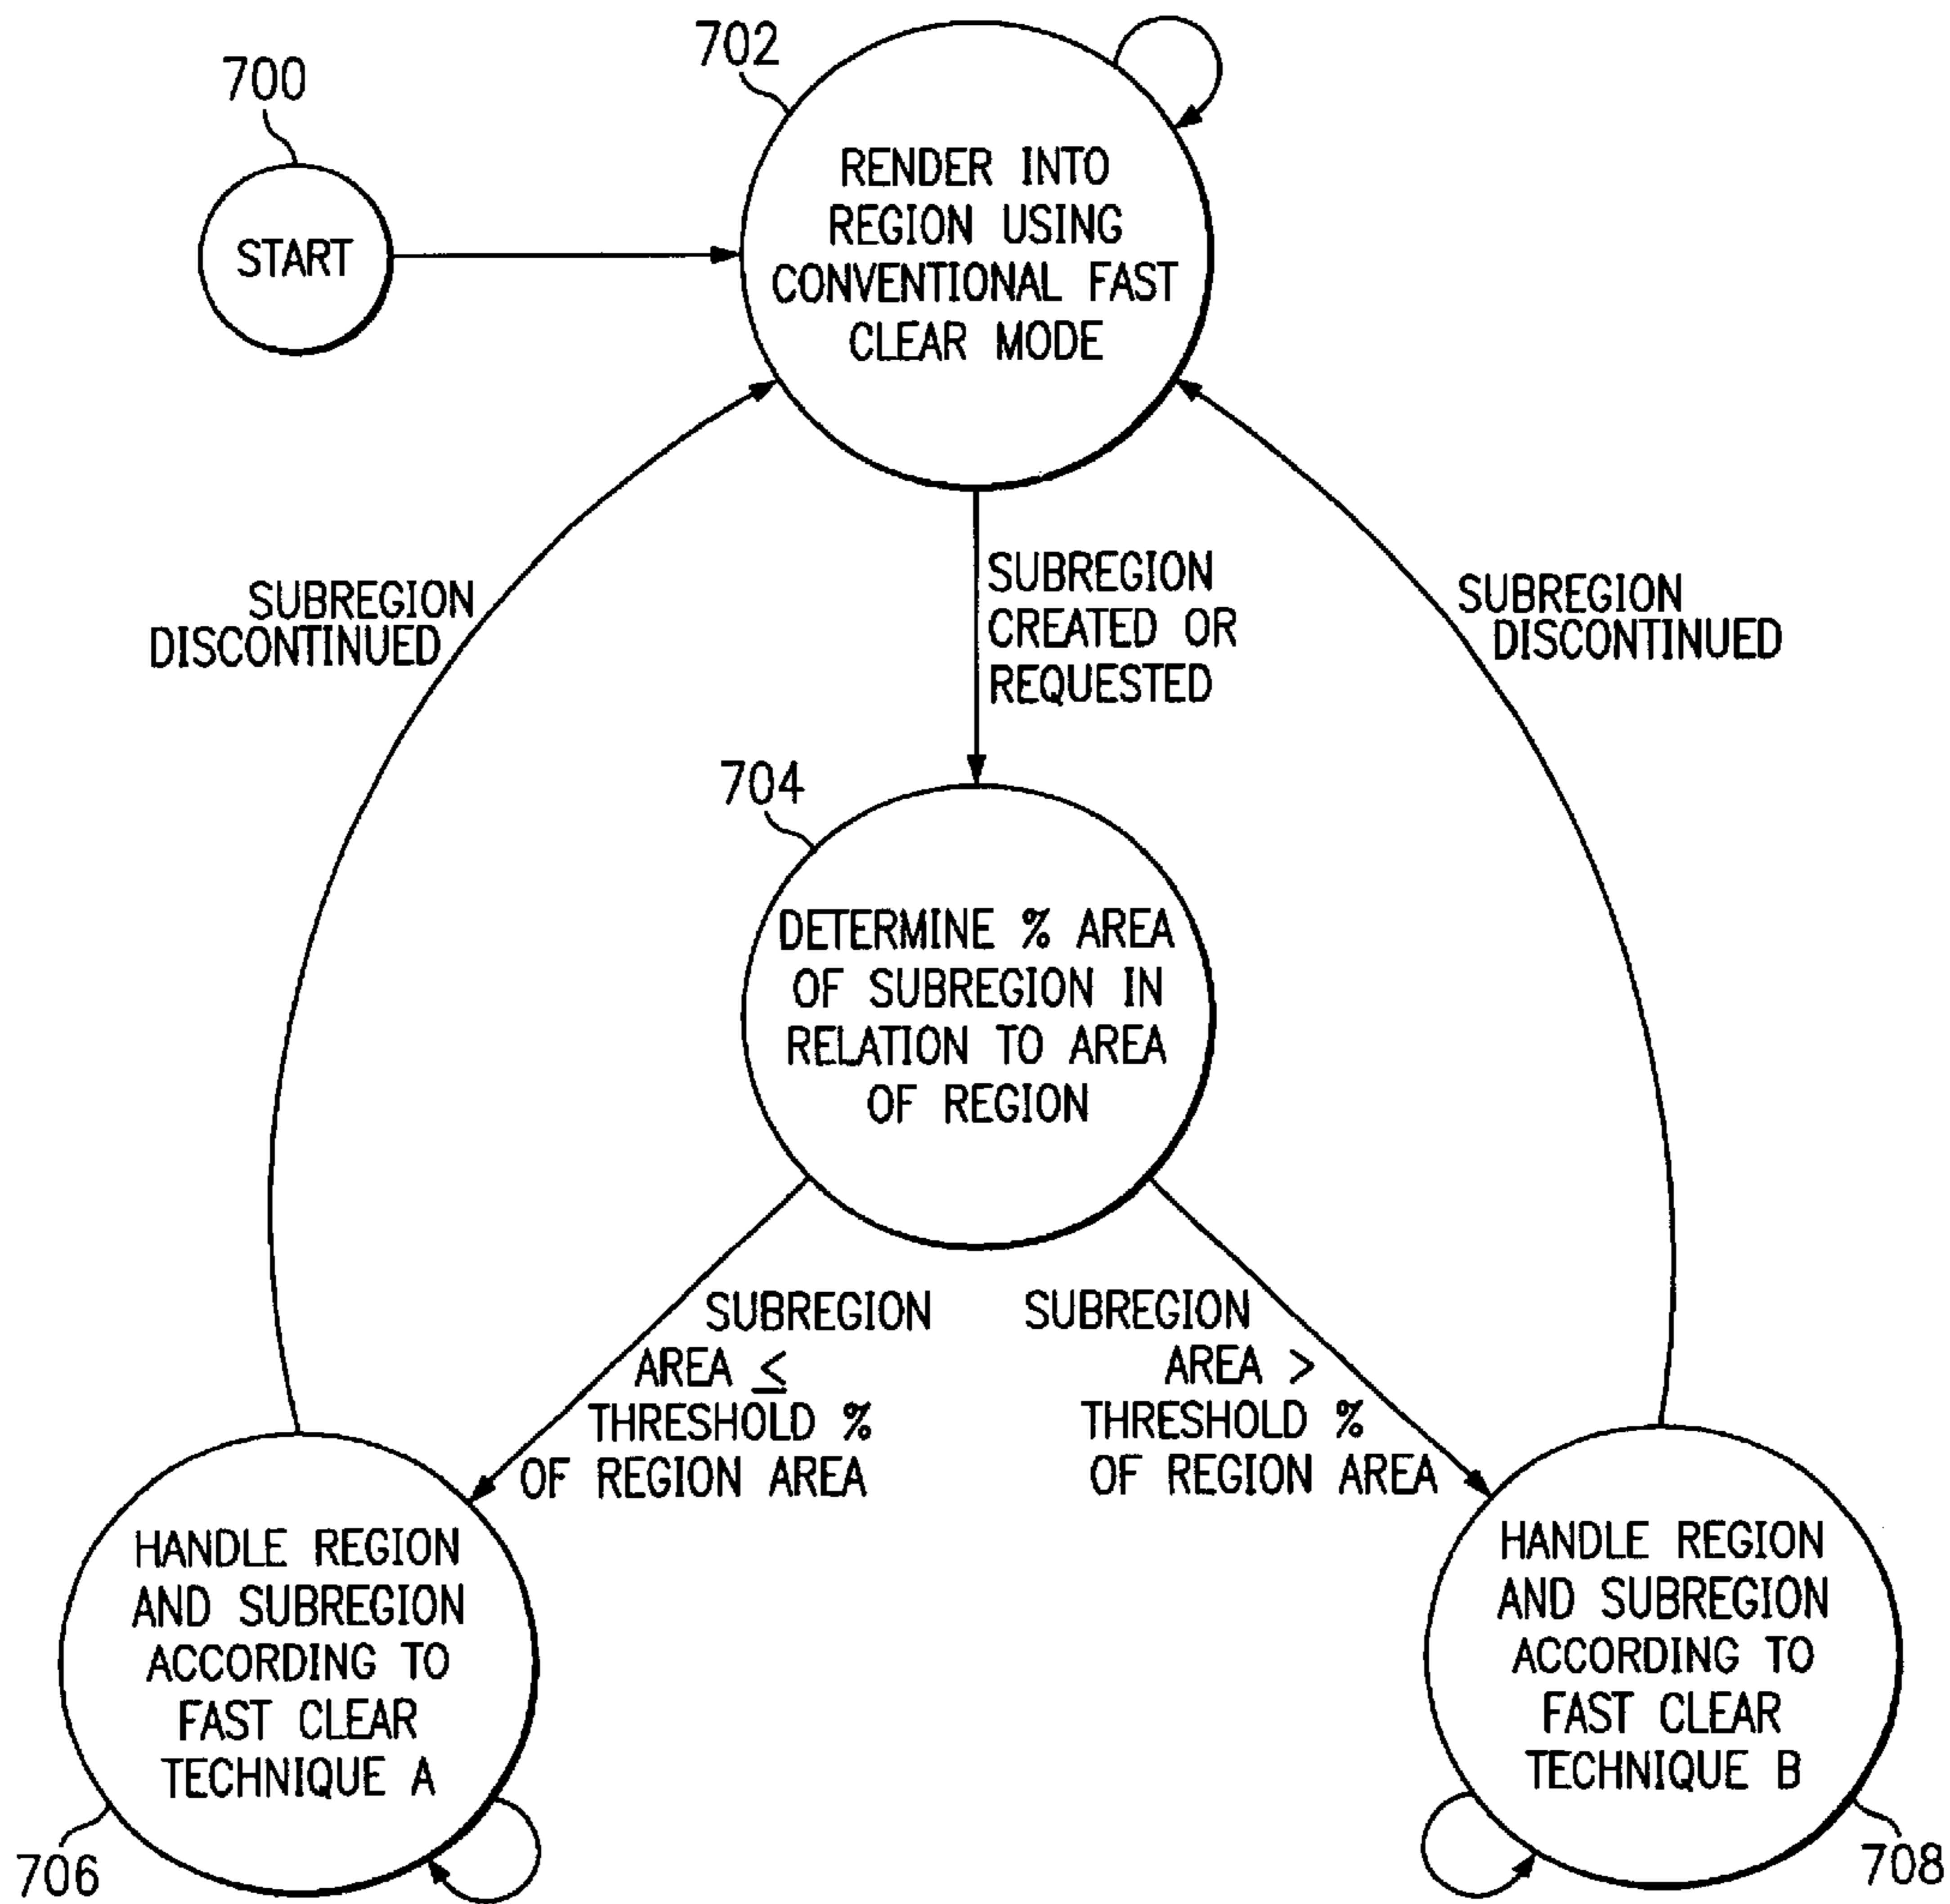 702
700
RENDER INTO
REGION USING
CONVENTIONAL FAST
CLEAR MODE
START
SUBREGION
DISCONTINUED
SUBREGION
CREATED OR
REQUESTED
SUBREGION
DISCONTINUED
704
DETERMINE % AREA
OF SUBREGION IN
RELATION TO AREA
OF REGION
SUBREGION
AREA ≤
THRESHOLD %
OF REGION AREA
SUBREGION
AREA >
THRESHOLD %
OF REGION AREA
HANDLE REGION
AND SUBREGION
ACCORDING TO
FAST CLEAR
TECHNIQUE A
706
HANDLE REGION
AND SUBREGION
ACCORDING TO
FAST CLEAR
TECHNIQUE B
708